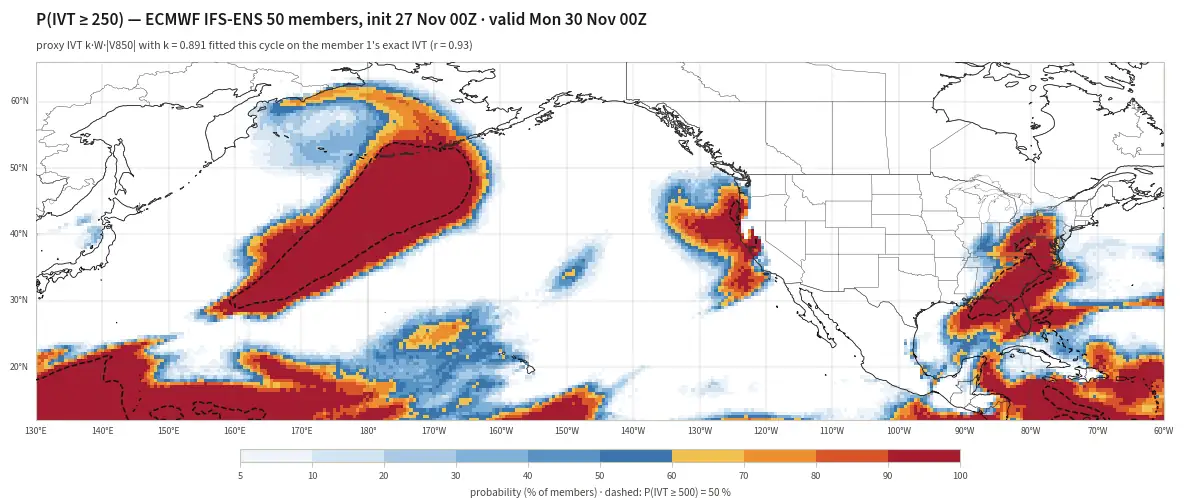 P(IVT ≥ 250) — ECMWF IFS-ENS 50 members, init 27 Nov 00Z · valid Mon 30 Nov 00Z
proxy IVT k·W·|V850| with k = 0.891 fitted this cycle on the member 1's exact IVT (r = 0.93)
60°N
50°N
40°N
30°N
20°N
130°E 140°E 150°E 160°E 170°E 180° 170°W 160°W 150°W 140°W 130°W 120°W 110°W 100°W 90°W 80°W 70°W 60°W
5 10 20 30 40 50 60 70 80 90 100
probability (% of members) · dashed: P(IVT ≥ 500) = 50 %